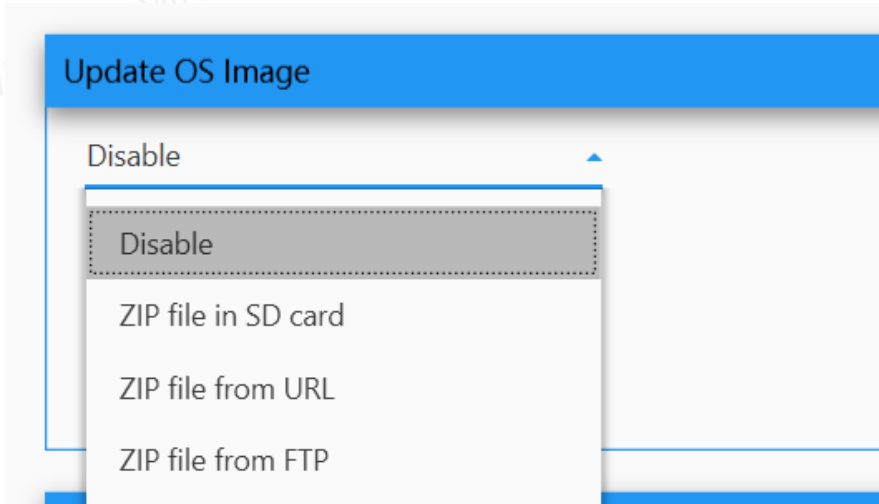 Update OS Image
Disable
Disable
ZIP file in SD card
ZIP file from URL
ZIP file from FTP